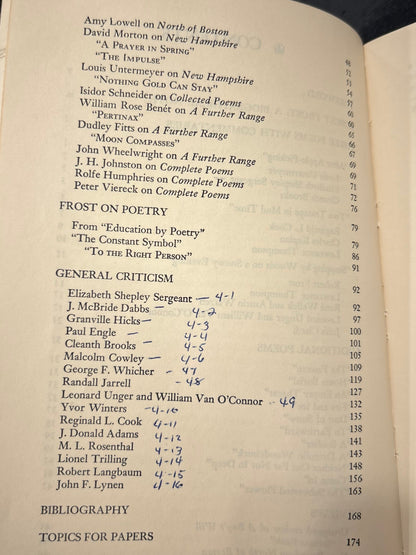 Amy Lowell on North of Boston
David Morton on New Hampshire
"A Prayer in Spring"
"The Impulse"
Louis Untermeyer on New Hampshire
"Nothing Gold Can Stay"
Isidor Schneider on Collected Poems
William Rose Benét on A Further Range
"Pertinax"
Dudley Fitts on A Further Range
"Moon Compasses"
John Wheelwright on A Further Range 69
J. H. Johnston on Complete Poems 71
Rolfe Humphries on Complete Poems 72
Peter Viereck on Complete Poems 76
FROST ON POETRY 79
From "Education by Poetry" 79
"The Constant Symbol" 86
"To the Right Person" 91
GENERAL CRITICISM 92
Elizabeth Shepley Sergeant — 4-1 92
J. McBride Dabbs — 4-2 97
Granville Hicks — 4-3 100
Paul Engle — 4-4 101
Cleanth Brooks — 4-5 105
Malcolm Cowley — 4-6 109
George F. Whicher - 47 119
Randall Jarrell - 48 127
Leonard Unger and William Van O'Connor - 49 132
Yvor Winters -4-10 135
Reginald L. Cook 4-11 138
J. Donald Adams 4-12 141
M. L. Rosenthal 4-13 143
Lionel Trilling 4-14 148
Robert Langbaum 4-15 156
John F. Lynen 4-16 163
BIBLIOGRAPHY 168
TOPICS FOR PAPERS 174